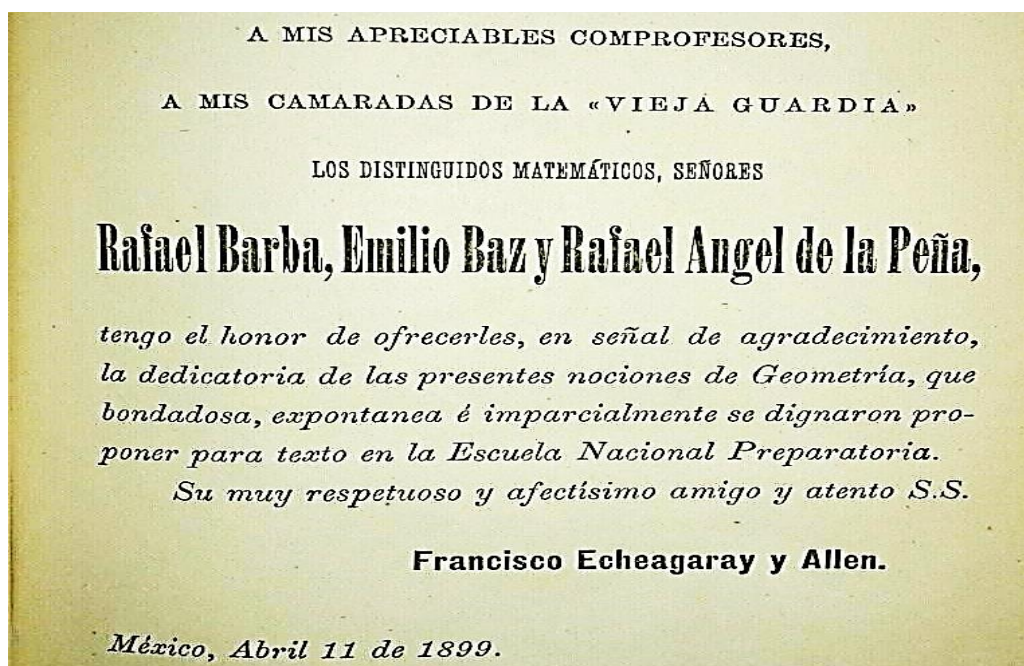 A MIS APRECIABLES COMPROFESORES,
A MIS CAMARADAS DE LA «VIEJA GUARDIA»
LOS DISTINGUIDOS MATEMÁTICOS, SEÑORES
Rafael Barba, Emilio Baz y Rafael Angel de la Peña,
tengo el honor de ofrecerles, en señal de agradecimiento,
la dedicatoria de las presentes nociones de Geometría, que
bondadosa, expontanea é imparcialmente se dignaron pro-
poner para texto en la Escuela Nacional Preparatoria.
Su muy respetuoso y afectísimo amigo y atento S.S.
Francisco Echeagaray y Allen.
México, Abril 11 de 1899.